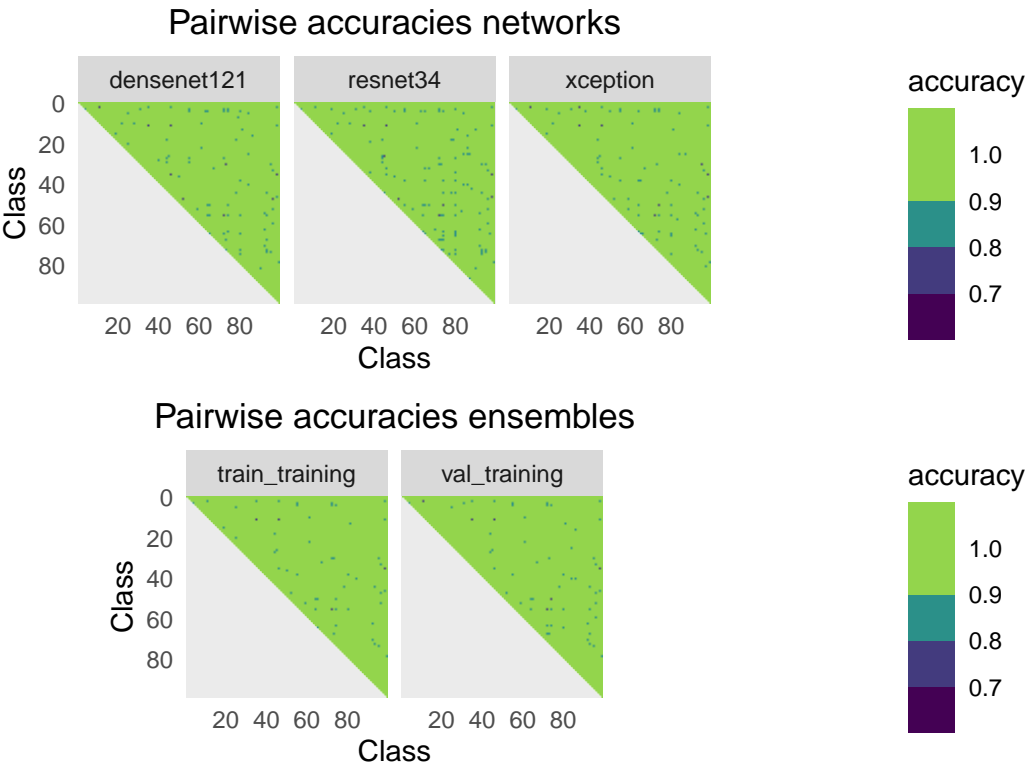 Pairwise accuracies networks
densenet121 resnet34 xception
accuracy
0
20
40
60
80
Class
1.0
0.9
0.8
0.7
20 40 60 80 20 40 60 80 20 40 60 80
Class
Pairwise accuracies ensembles
train_training val_training
accuracy
0
20
40
60
80
Class
1.0
0.9
0.8
0.7
20 40 60 80 20 40 60 80
Class